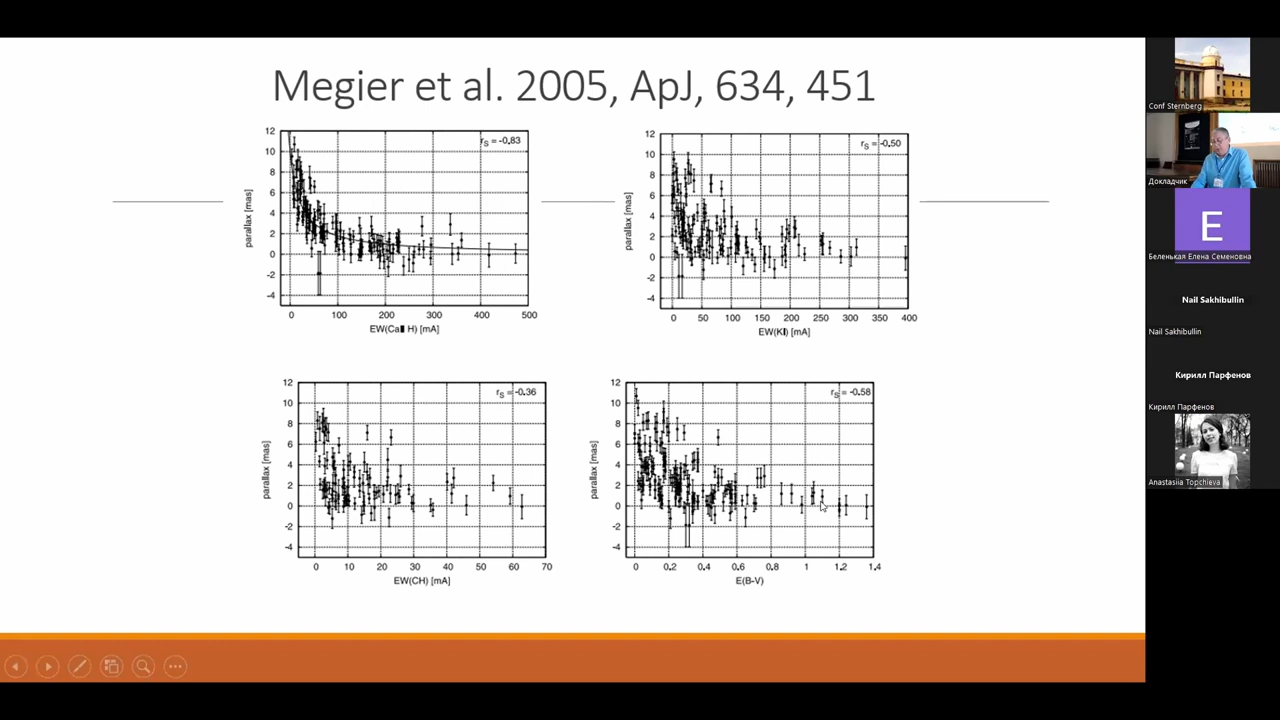 Megier et al. 2005, ApJ, 634, 451
12
10
8
6
4
2
0
-2
-4
parallax [mas]
rS = -0.83
0 100 200 300 400 500
EW(CaII H) [mA]
12
10
8
6
4
2
0
-2
-4
parallax [mas]
rS = -0.50
0 50 100 150 200 250 300 350 400
EW(KI) [mA]
12
10
8
6
4
2
0
-2
-4
parallax [mas]
rS = -0.36
0 10 20 30 40 50 60 70
EW(CH) [mA]
12
10
8
6
4
2
0
-2
-4
parallax [mas]
rS = -0.58
0 0.2 0.4 0.6 0.8 1 1.2 1.4
E(B-V)
Conf Sternberg
Докладчик
E
Беленькая Елена Семеновна
Nail Sakhibullin
Nail Sakhibullin
Кирилл Парфенов
Кирилл Парфенов
Anastasiia Topchieva